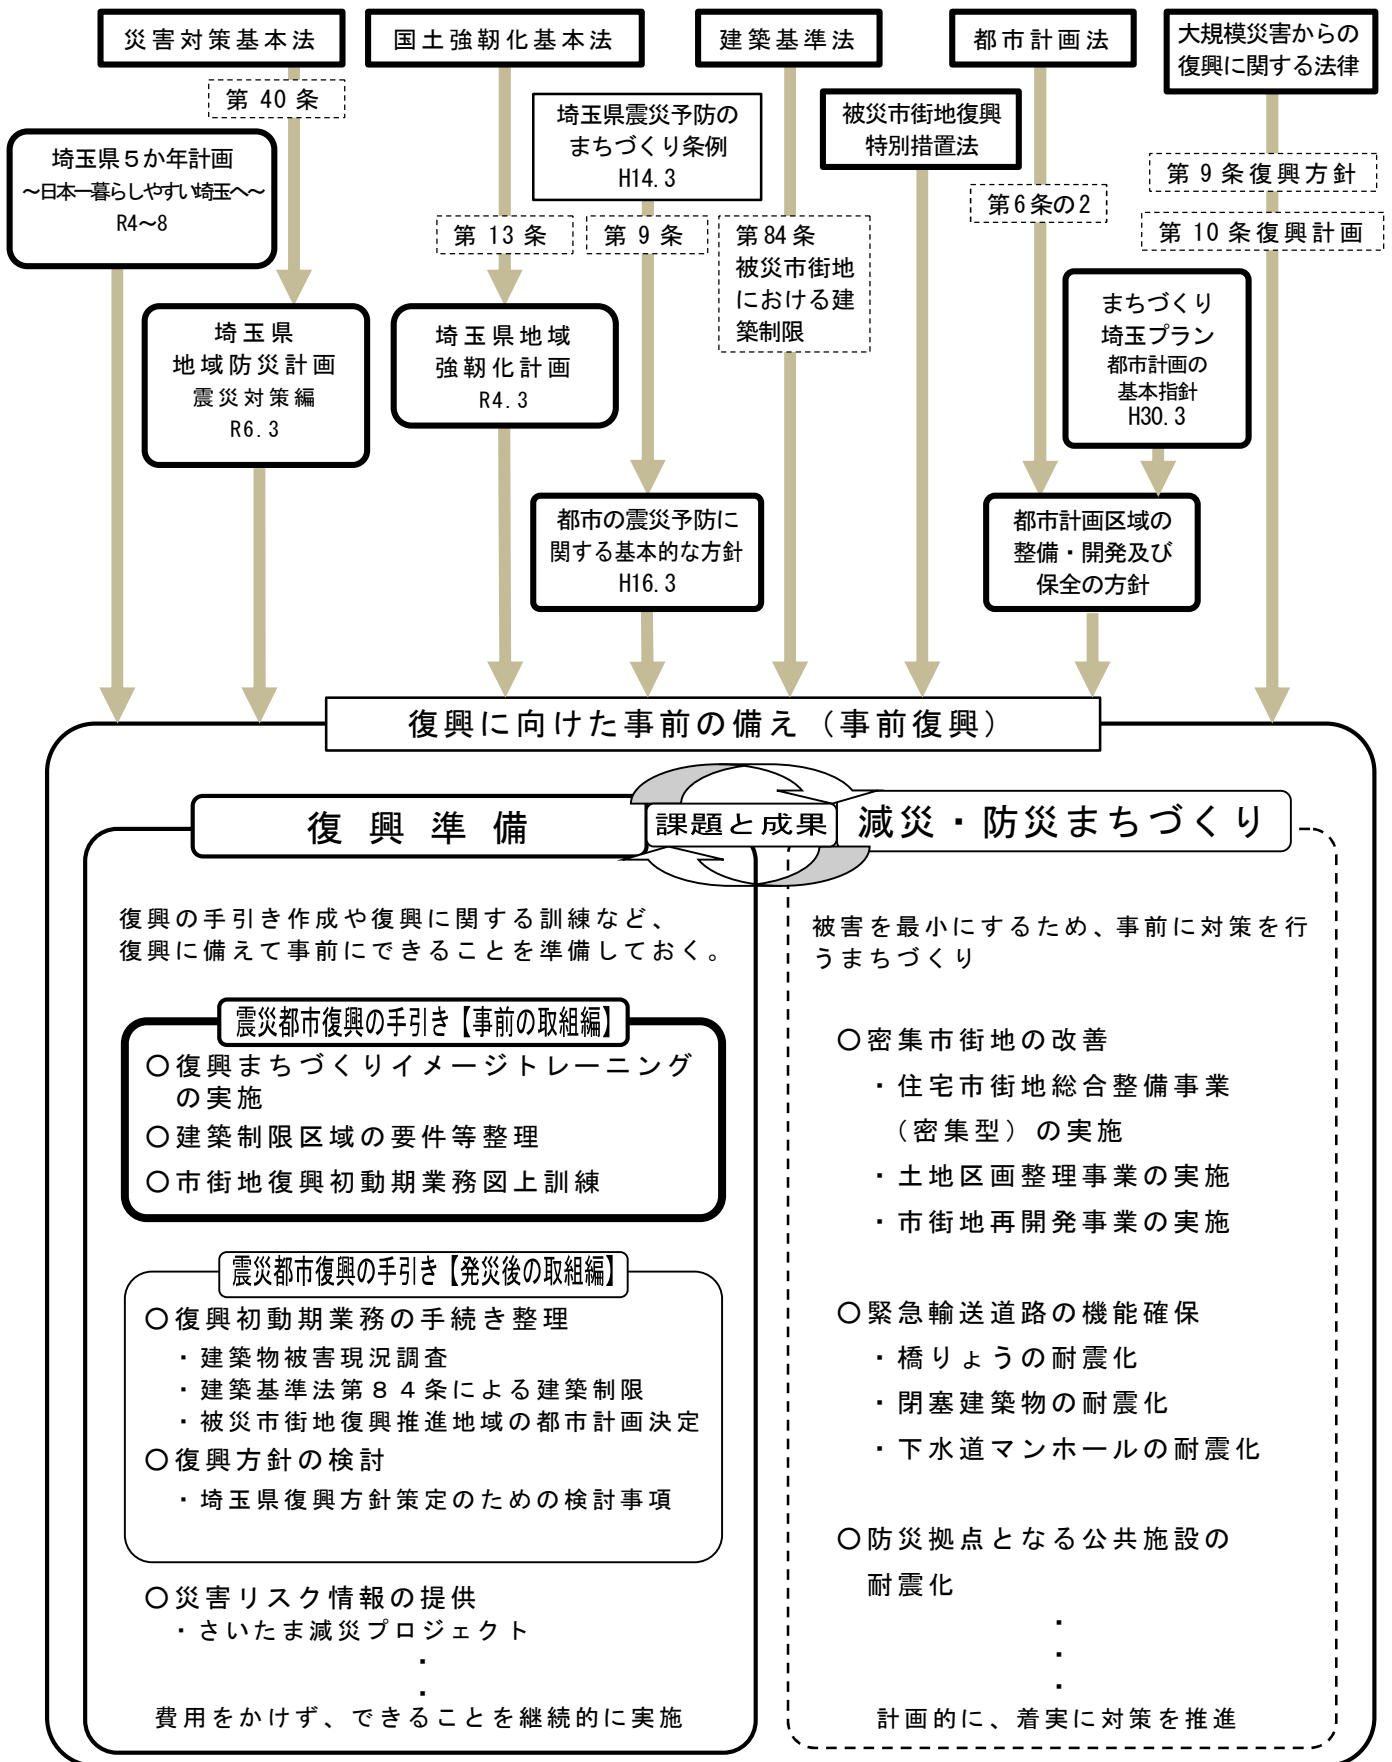 災害対策基本法
国土強靭化基本法
建築基準法
都市計画法
大規模災害からの
復興に関する法律
第 40 条
埼玉県震災予防の
まちづくり条例
H14.3
被災市街地復興
特別措置法
埼玉県5か年計画
～日本一暮らしやすい埼玉へ～
R4～8
第 9 条復興方針
第 10 条復興計画
第6条の2
第 13 条
第 9 条
第84条
被災市街地
における建
築制限
埼玉県
地域防災計画
震災対策編
R6.3
埼玉県地域
強靭化計画
R4.3
まちづくり
埼玉プラン
都市計画の
基本指針
H30.3
都市の震災予防に
関する基本的な方針
H16.3
都市計画区域の
整備・開発及び
保全の方針
復興に向けた事前の備え（事前復興）
復興準備
課題と成果
減災・防災まちづくり
復興の手引き作成や復興に関する訓練など、
復興に備えて事前にできることを準備しておく。
震災都市復興の手引き【事前の取組編】
〇復興まちづくりイメージトレーニング
の実施
〇建築制限区域の要件等整理
〇市街地復興初動期業務図上訓練
震災都市復興の手引き【発災後の取組編】
〇復興初動期業務の手続き整理
・建築物被害現況調査
・建築基準法第８４条による建築制限
・被災市街地復興推進地域の都市計画決定
〇復興方針の検討
・埼玉県復興方針策定のための検討事項
〇災害リスク情報の提供
・さいたま減災プロジェクト
・
・
費用をかけず、できることを継続的に実施
被害を最小にするため、事前に対策を行
うまちづくり
〇密集市街地の改善
・住宅市街地総合整備事業
（密集型）の実施
・土地区画整理事業の実施
・市街地再開発事業の実施
〇緊急輸送道路の機能確保
・橋りょうの耐震化
・閉塞建築物の耐震化
・下水道マンホールの耐震化
〇防災拠点となる公共施設の
耐震化
・
・
・
計画的に、着実に対策を推進